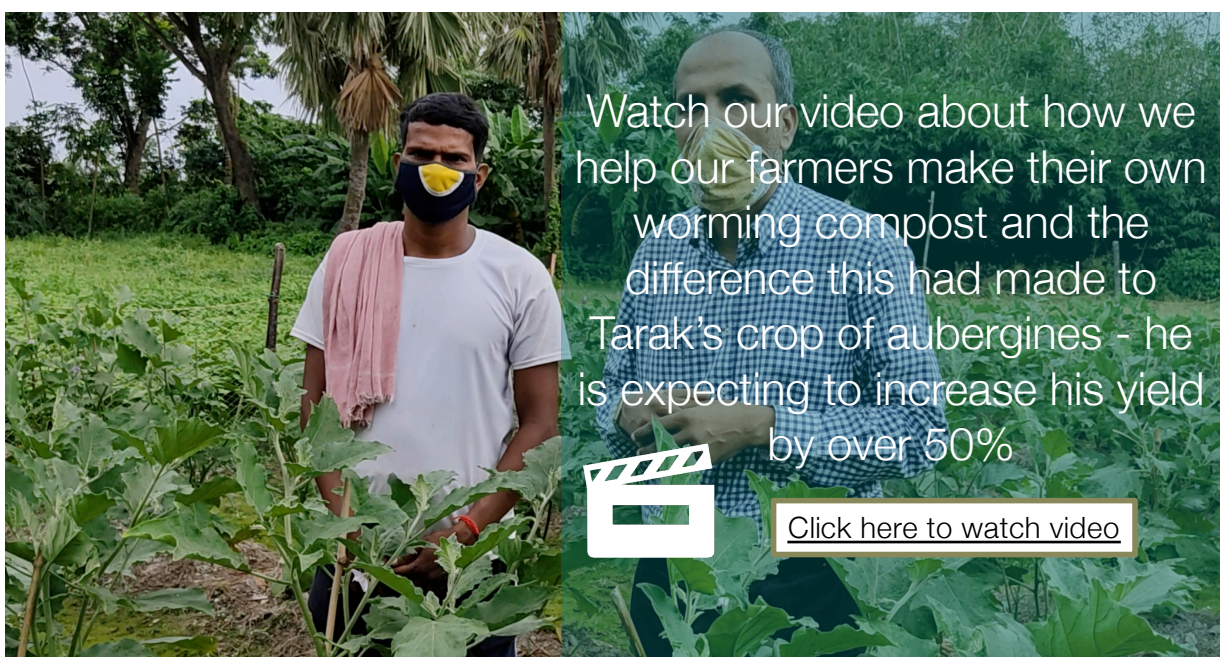 Watch our video about how we
help our farmers make their own
worming compost and the
difference this had made to
Tarak’s crop of aubergines - he
is expecting to increase his yield
by over 50%
Click here to watch video